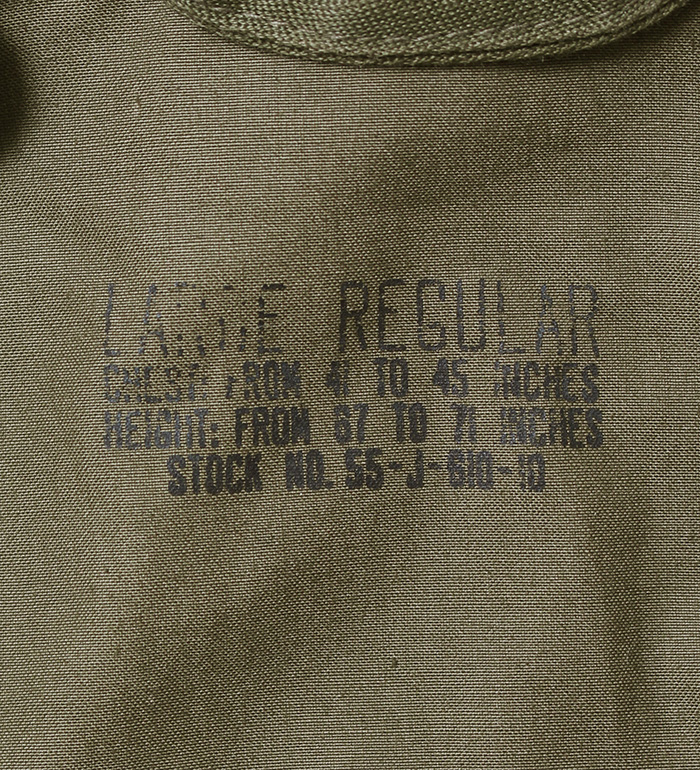 LARGE REGULAR
CHEST: FROM 41 TO 45 INCHES
HEIGHT: FROM 67 TO 71 INCHES
STOCK NO. 55-J-610-10